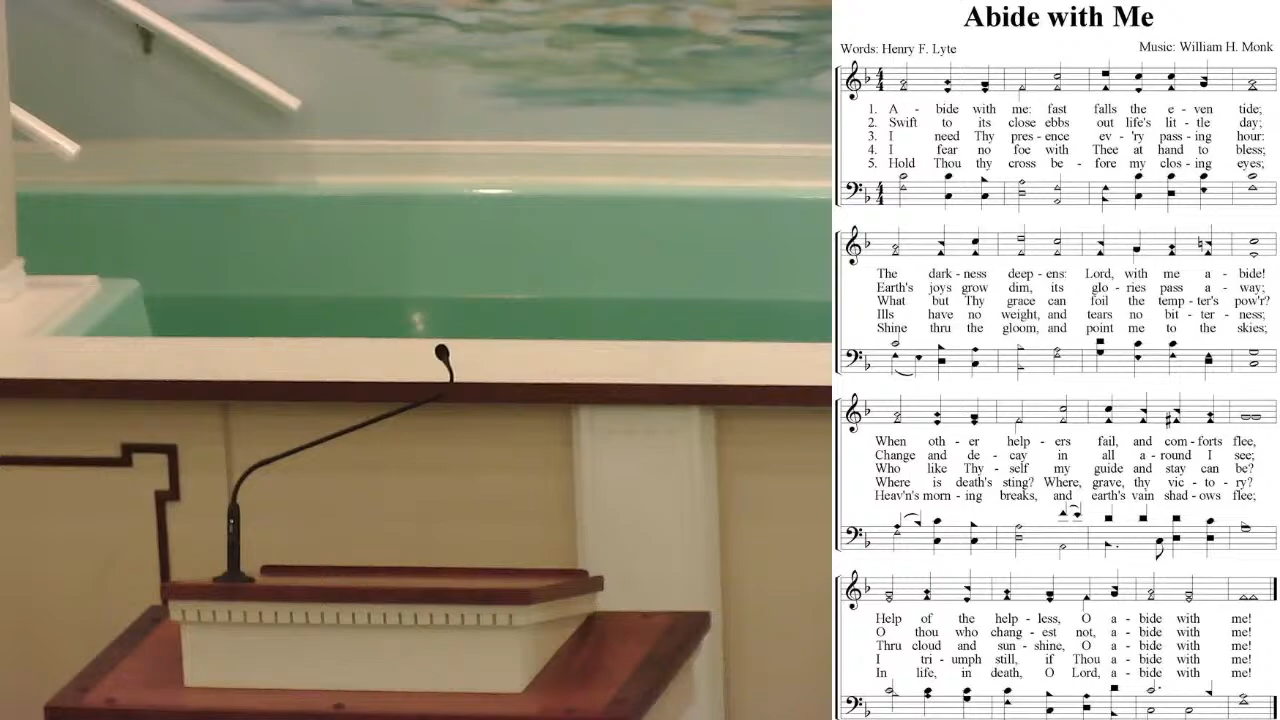 Abide with Me
Words: Henry F. Lyte
Music: William H. Monk
1. A - bide with me: fast falls the e - ven tide;
2. Swift to its close ebbs out life's lit - tle day;
3. I need Thy pres - ence ev - 'ry pass - ing hour:
4. I fear no foe with Thee at hand to bless;
5. Hold Thou thy cross be - fore my clos - ing eyes;
The dark - ness deep - ens: Lord, with me a - bide!
Earth's joys grow dim, its glo - ries pass a - way;
What but Thy grace can foil the temp - ter's pow'r?
Ills have no weight, and tears no bit - ter - ness;
Shine thru the gloom, and point me to the skies;
When oth - er help - ers fail, and com - forts flee,
Change and de - cay in all a - round I see;
Who like Thy - self my guide and stay can be?
Where is death's sting? Where, grave, thy vic - to - ry?
Heav'n's morn - ing breaks, and earth's vain shad - ows flee;
Help of the help - less, O a - bide with me!
O thou who chang - est not, a - bide with me!
Thru cloud and sun - shine, O a - bide with me!
I tri - umph still, if Thou a - bide with me!
In life, in death, O Lord, a - bide with me!